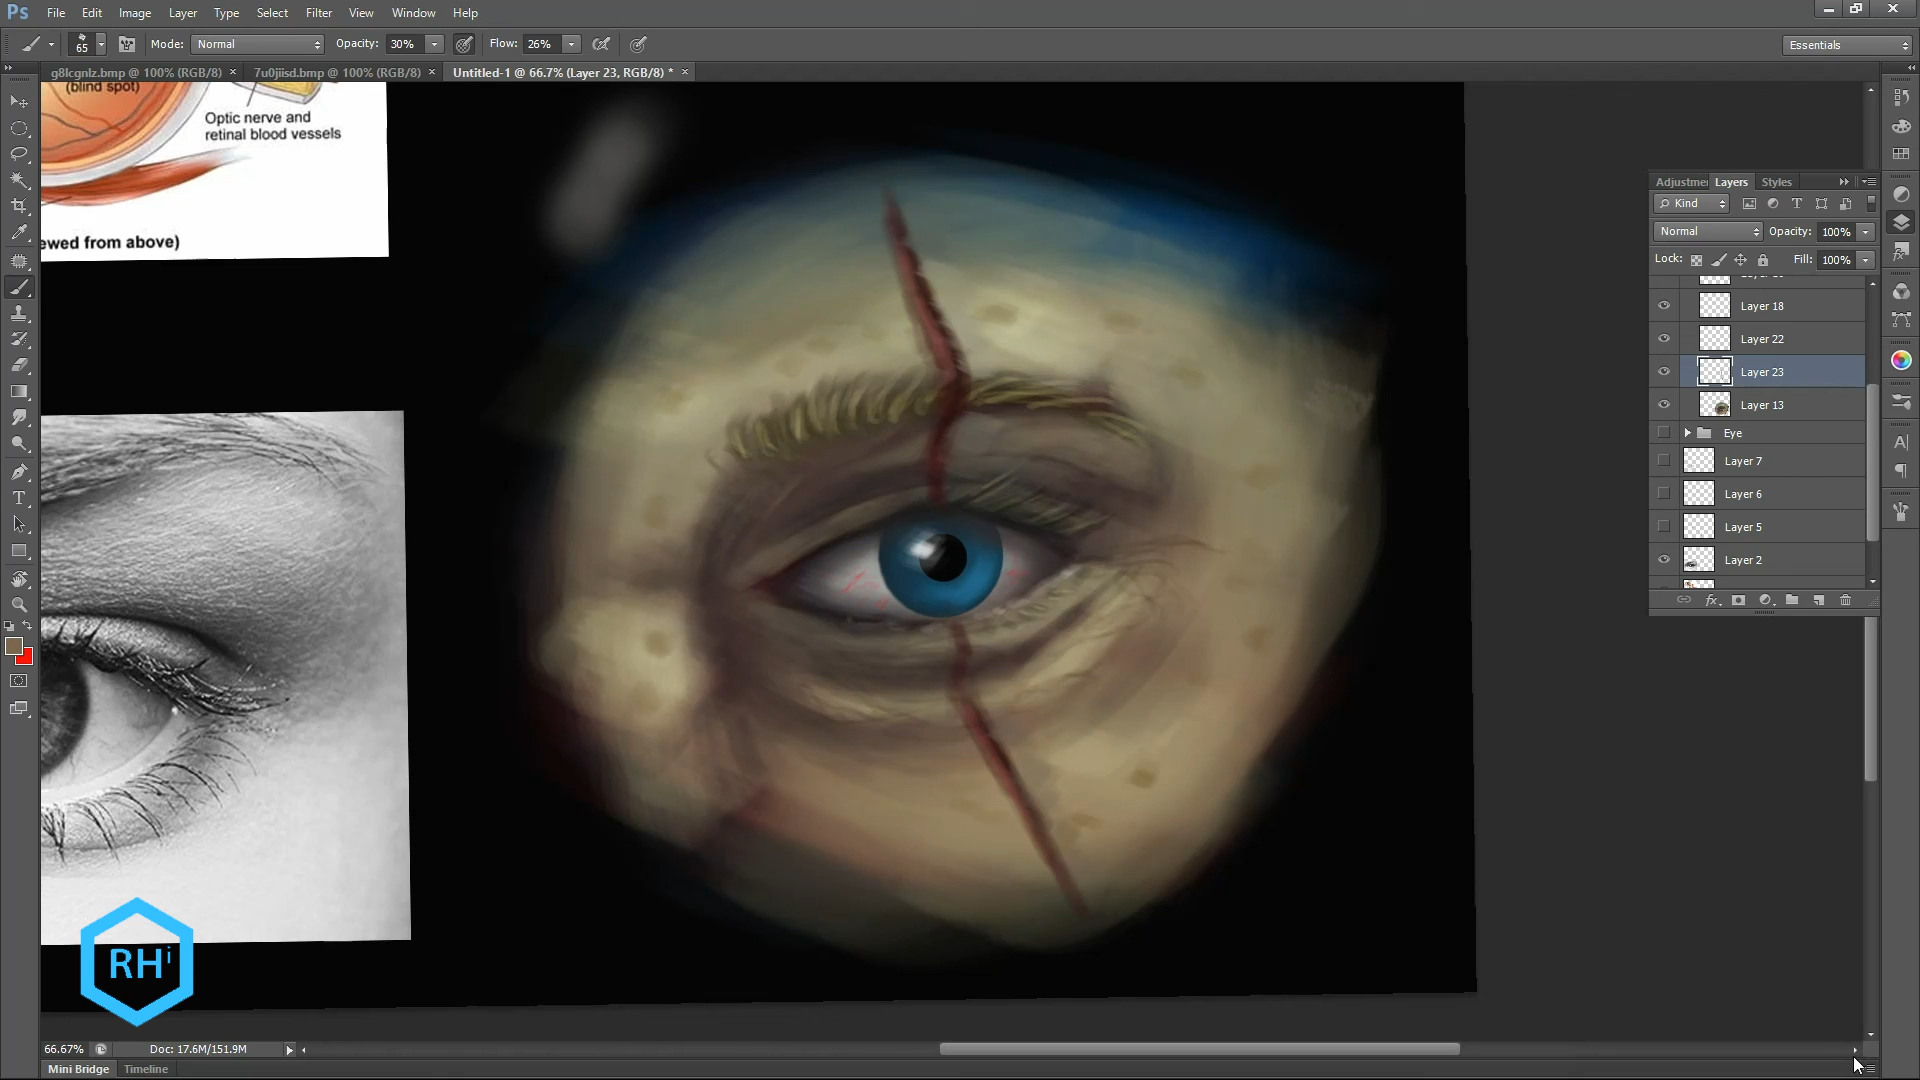 Ps File Edit Image Layer Type Select Filter View Window Help
65 Mode: Normal Opacity: 30% Flow: 26% Essentials
g8lcgnlz.bmp @ 100% (RGB/8) × 7u0jiisd.bmp @ 100% (RGB/8) × Untitled-1 @ 66.7% (Layer 23, RGB/8) * ×
(blind spot)
Optic nerve and
retinal blood vessels
ewed from above)
Adjustmer Layers Styles
Kind
Normal Opacity: 100%
Lock: Fill: 100%
Layer 18
Layer 22
Layer 23
Layer 13
Eye
Layer 7
Layer 6
Layer 5
Layer 2
fx
RHi
66.67% Doc: 17.6M/151.9M
Mini Bridge Timeline